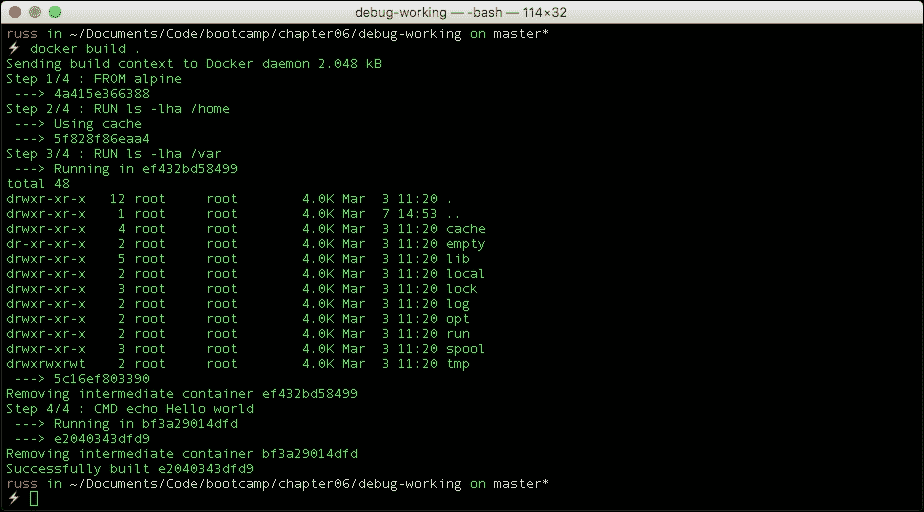 debug-working — -bash — 114×32
russ in ~/Documents/Code/bootcamp/chapter06/debug-working on master*
⚡ docker build .
Sending build context to Docker daemon 2.048 kB
Step 1/4 : FROM alpine
 ---> 4a415e366388
Step 2/4 : RUN ls -lha /home
 ---> Using cache
 ---> 5f828f86eaa4
Step 3/4 : RUN ls -lha /var
 ---> Running in ef432bd58499
total 48
drwxr-xr-x   12 root     root        4.0K Mar  3 11:20 .
drwxr-xr-x    1 root     root        4.0K Mar  7 14:53 ..
drwxr-xr-x    4 root     root        4.0K Mar  3 11:20 cache
dr-xr-xr-x    2 root     root        4.0K Mar  3 11:20 empty
drwxr-xr-x    5 root     root        4.0K Mar  3 11:20 lib
drwxr-xr-x    2 root     root        4.0K Mar  3 11:20 local
drwxr-xr-x    3 root     root        4.0K Mar  3 11:20 lock
drwxr-xr-x    2 root     root        4.0K Mar  3 11:20 log
drwxr-xr-x    2 root     root        4.0K Mar  3 11:20 opt
drwxr-xr-x    2 root     root        4.0K Mar  3 11:20 run
drwxr-xr-x    3 root     root        4.0K Mar  3 11:20 spool
drwxrwxrwt    2 root     root        4.0K Mar  3 11:20 tmp
 ---> 5c16ef803390
Removing intermediate container ef432bd58499
Step 4/4 : CMD echo Hello world
 ---> Running in bf3a29014dfd
 ---> e2040343dfd9
Removing intermediate container bf3a29014dfd
Successfully built e2040343dfd9
russ in ~/Documents/Code/bootcamp/chapter06/debug-working on master*
⚡